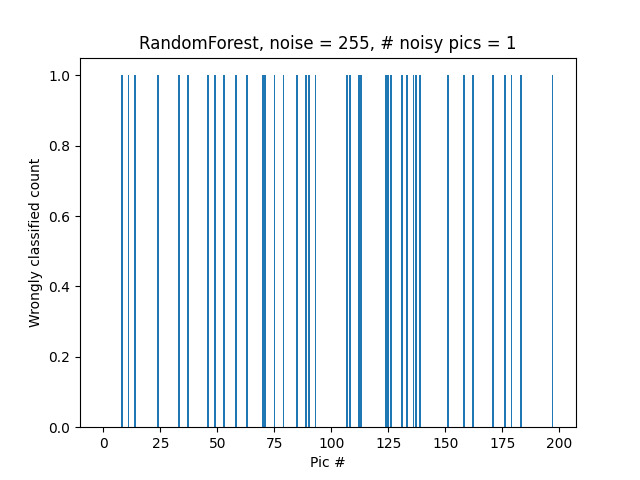 RandomForest, noise = 255, # noisy pics = 1
1.0
0.8
0.6
0.4
0.2
0.0
Wrongly classified count
0 25 50 75 100 125 150 175 200
Pic #